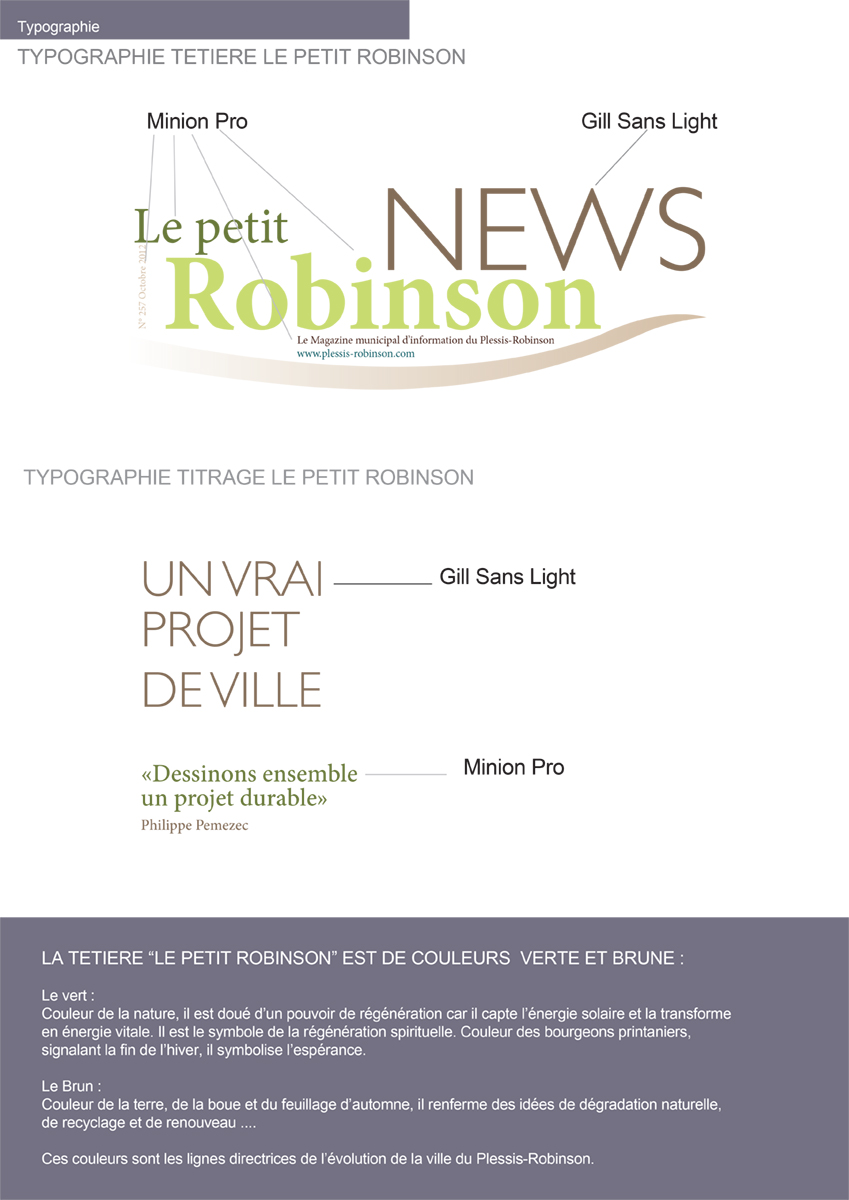 Typographie
TYPOGRAPHIE TETIERE LE PETIT ROBINSON
Minion Pro
Gill Sans Light
NEWS
Le petit
Robinson
N° 257 Octobre 2012
Le Magazine municipal d'information du Plessis-Robinson
www.plessis-robinson.com
TYPOGRAPHIE TITRAGE LE PETIT ROBINSON
UN VRAI
PROJET
DE VILLE
Gill Sans Light
«Dessinons ensemble
un projet durable»
Philippe Pemezec
Minion Pro
LA TETIERE “LE PETIT ROBINSON” EST DE COULEURS VERTE ET BRUNE :
Le vert :
Couleur de la nature, il est doué d’un pouvoir de régénération car il capte l’énergie solaire et la transforme
en énergie vitale. Il est le symbole de la régénération spirituelle. Couleur des bourgeons printaniers,
signalant la fin de l’hiver, il symbolise l’espérance.
Le Brun :
Couleur de la terre, de la boue et du feuillage d’automne, il renferme des idées de dégradation naturelle,
de recyclage et de renouveau ....
Ces couleurs sont les lignes directrices de l’évolution de la ville du Plessis-Robinson.